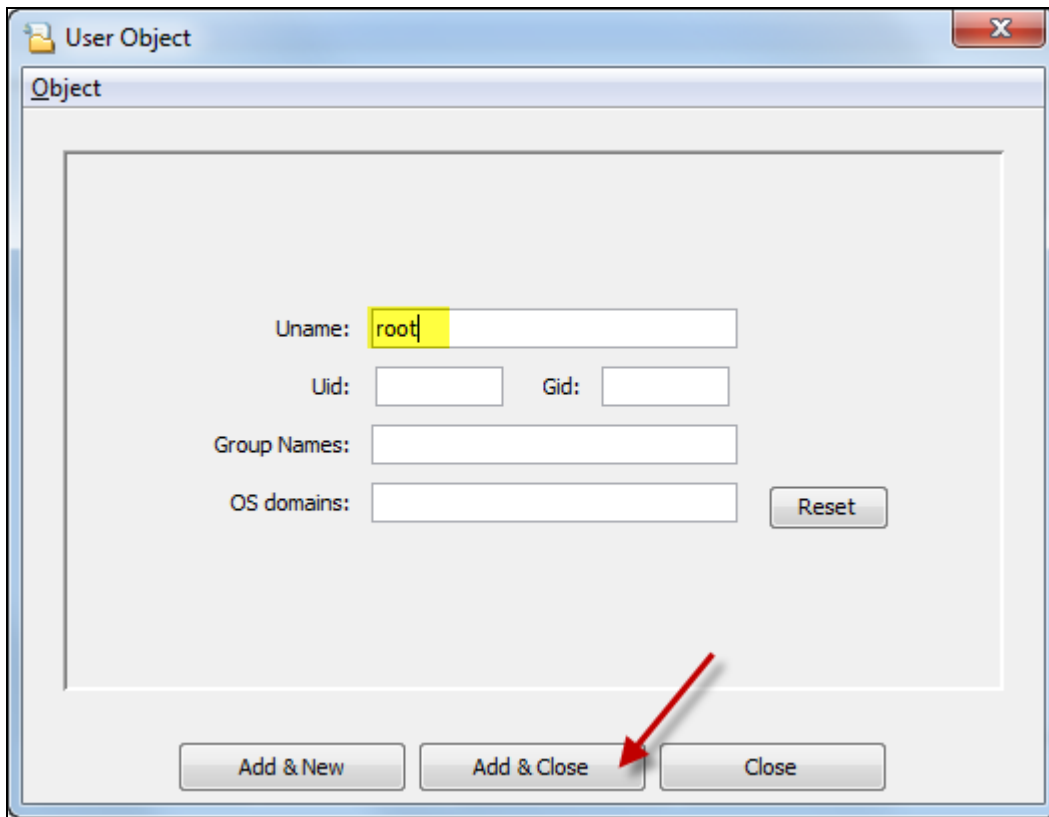 User Object
Object
Uname: root
Uid: Gid:
Group Names:
OS domains: Reset
Add & New Add & Close Close